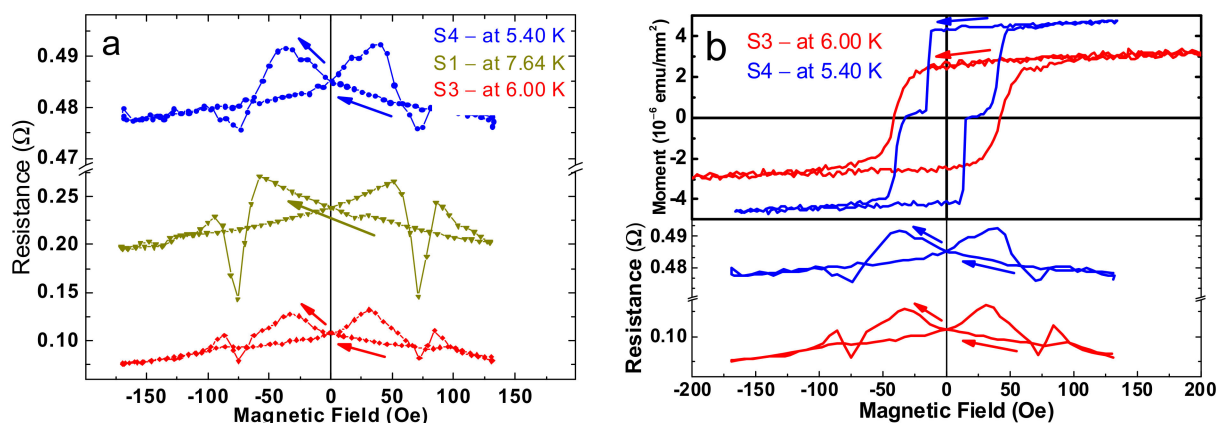 a
S4 – at 5.40 K
S1 – at 7.64 K
S3 – at 6.00 K
Resistance (Ω)
0.49
0.48
0.47
0.25
0.20
0.15
0.10
-150 -100 -50 0 50 100 150
Magnetic Field (Oe)
b
S3 – at 6.00 K
S4 – at 5.40 K
Moment (10⁻⁶ emu/mm²)
4
2
0
-2
-4
Resistance (Ω)
0.49
0.48
0.10
-200 -150 -100 -50 0 50 100 150 200
Magnetic Field (Oe)